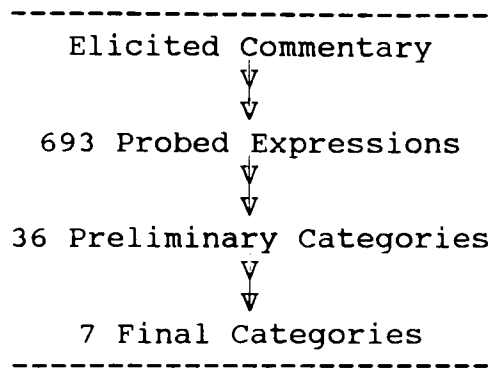 Elicited Commentary
693 Probed Expressions
36 Preliminary Categories
7 Final Categories